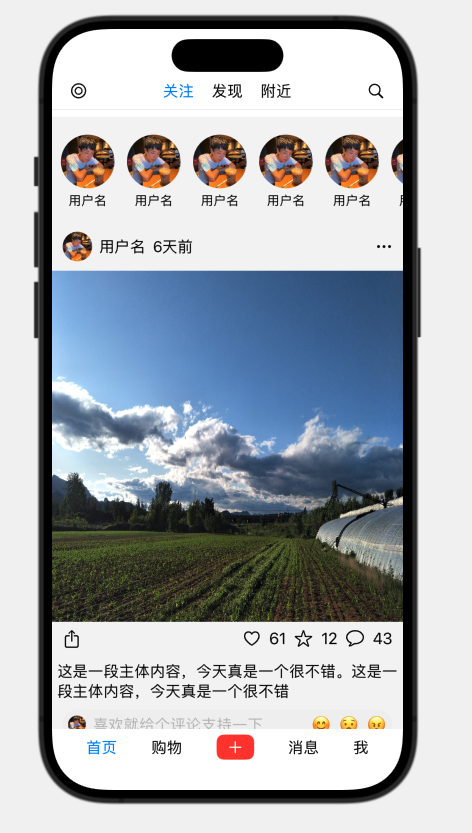 关注 发现 附近
用户名 用户名 用户名 用户名 用户名
用户名 6天前
61 12 43
这是一段主体内容，今天真是一个很不错。这是一
段主体内容，今天真是一个很不错
喜欢就给个评论支持一下
首页 购物 消息 我